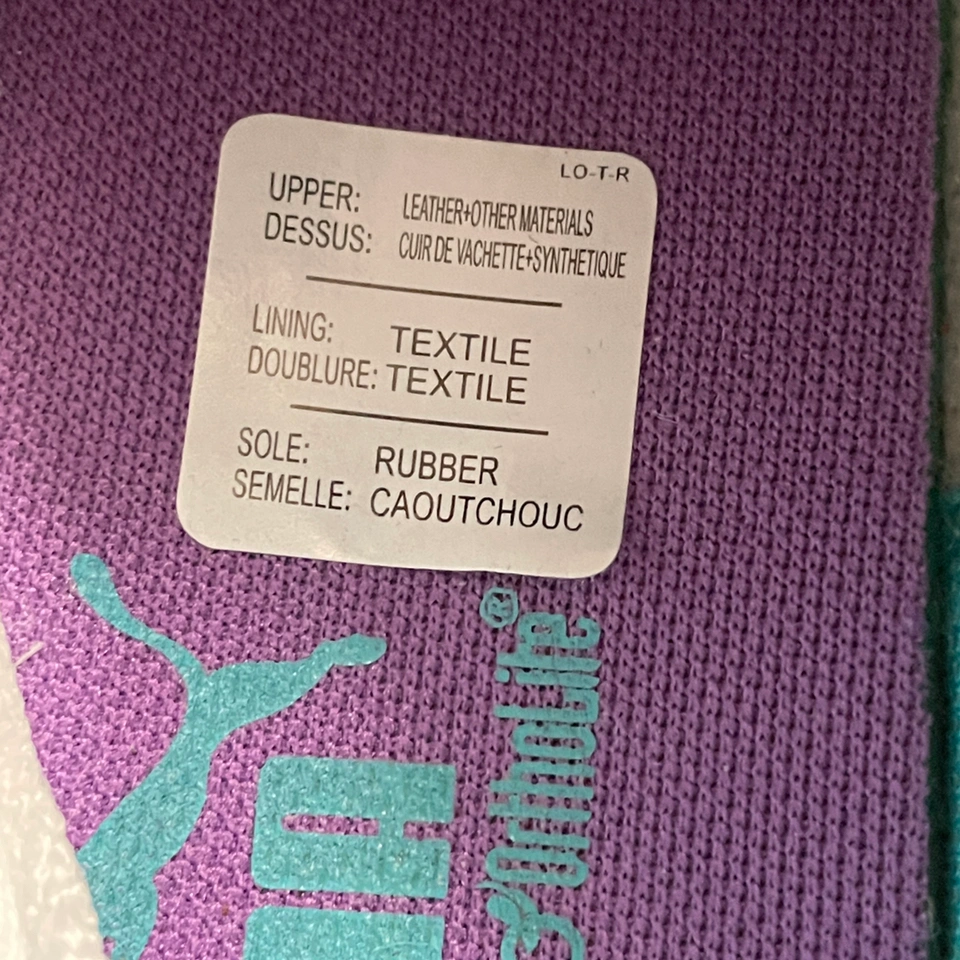 LO-T-R
UPPER: LEATHER+OTHER MATERIALS
DESSUS: CUIR DE VACHETTE+SYNTHETIQUE
LINING: TEXTILE
DOUBLURE: TEXTILE
SOLE: RUBBER
SEMELLE: CAOUTCHOUC
OrthoLite®